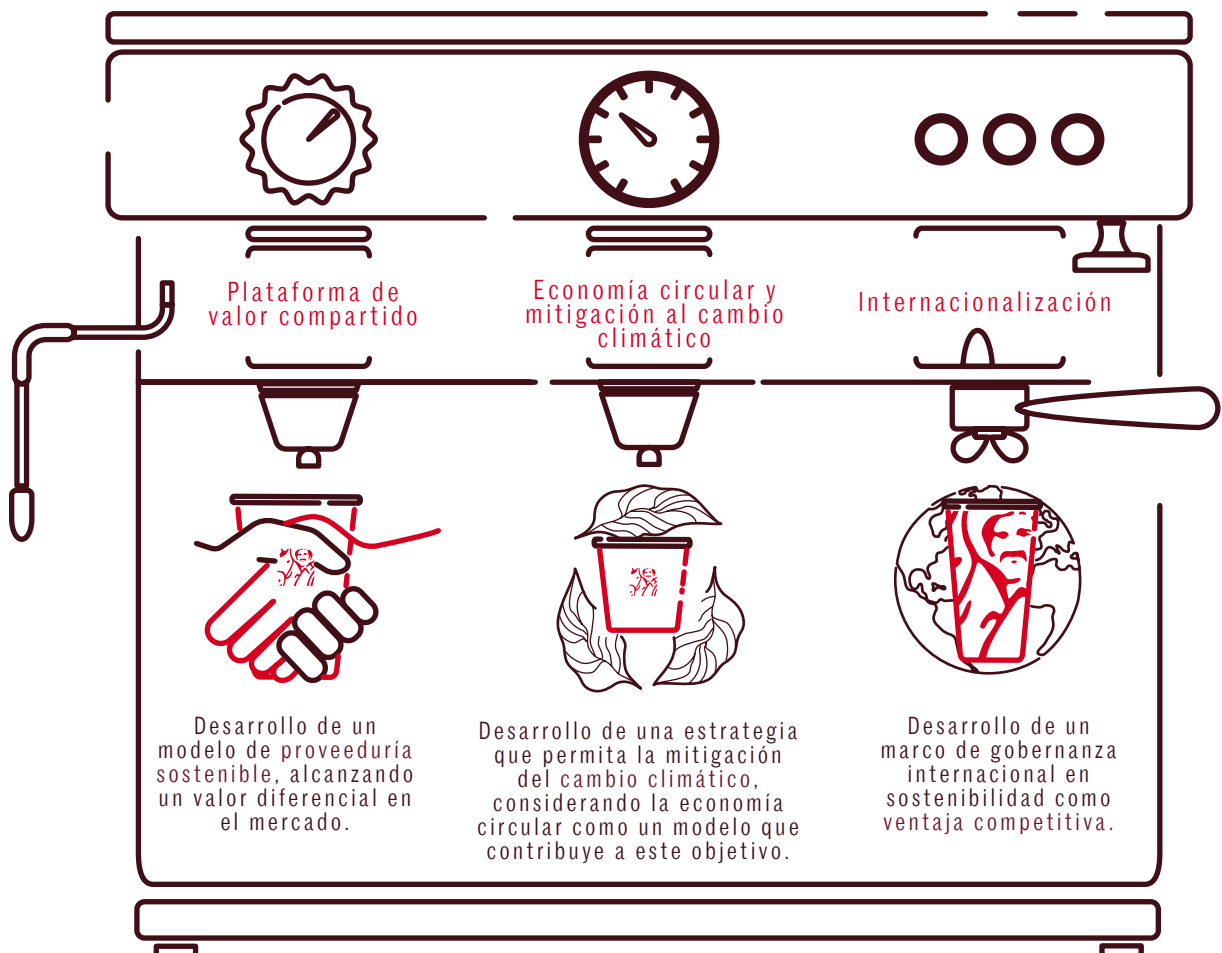 Plataforma de
valor compartido
Economía circular y
mitigación al cambio
climático
Internacionalización
Desarrollo de un
modelo de proveeduría
sostenible, alcanzando
un valor diferencial en
el mercado.
Desarrollo de una estrategia
que permita la mitigación
del cambio climático,
considerando la economía
circular como un modelo que
contribuye a este objetivo.
Desarrollo de un
marco de gobernanza
internacional en
sostenibilidad como
ventaja competitiva.